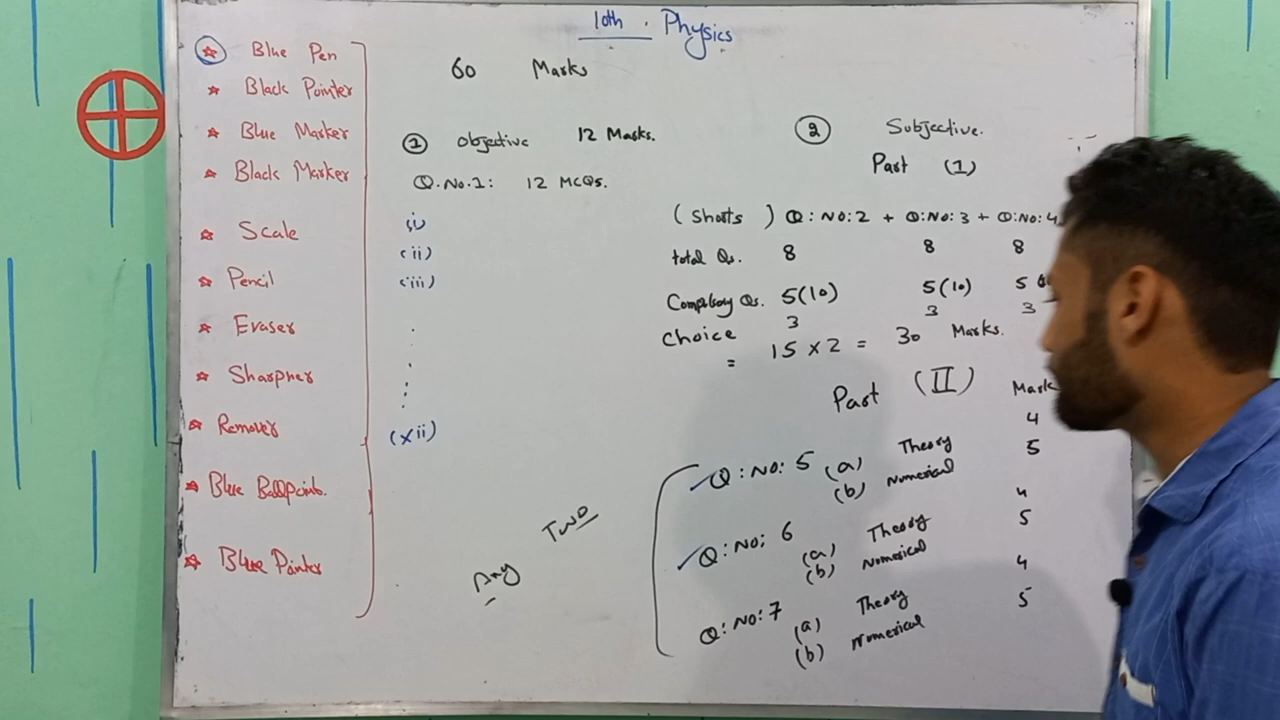 10th . Physics
60 Marks
Blue Pen
Black Pointer
Blue Marker
Black Marker
Scale
Pencil
Eraser
Sharpner
Remover
Blue Ballpoint.
Blue Pointer
1 Objective 12 Marks.
Q.No.1: 12 MCQs.
(i)
(ii)
(iii)
(xii)
2 Subjective.
Part (1)
(Shorts) Q:No:2 + Q:No:3 + Q:No:4
total Qs. 8 8 8
Compulsory Qs. 5(10) 5(10) 5
Choice 3 3 3
= 15 x 2 = 30 Marks.
Part (II) Mark
Any Two
Q:No:5 (a) Theory 4
(b) Numerical 5
Q:No:6 (a) Theory 4
(b) Numerical 5
Q:No:7 (a) Theory 4
(b) Numerical 5